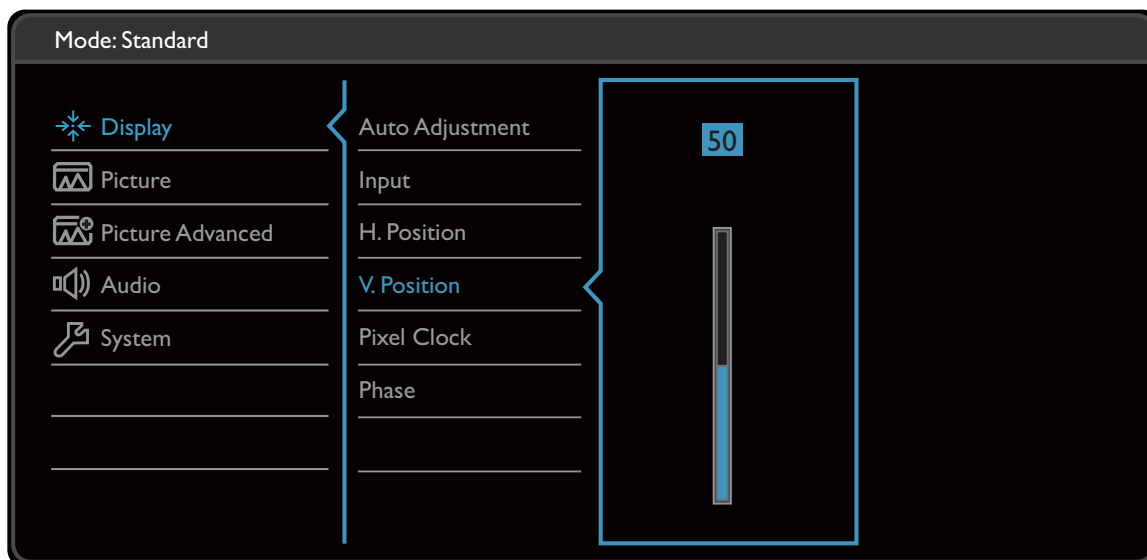 Mode: Standard
Display
Picture
Picture Advanced
Audio
System
Auto Adjustment
Input
H. Position
V. Position
Pixel Clock
Phase
50